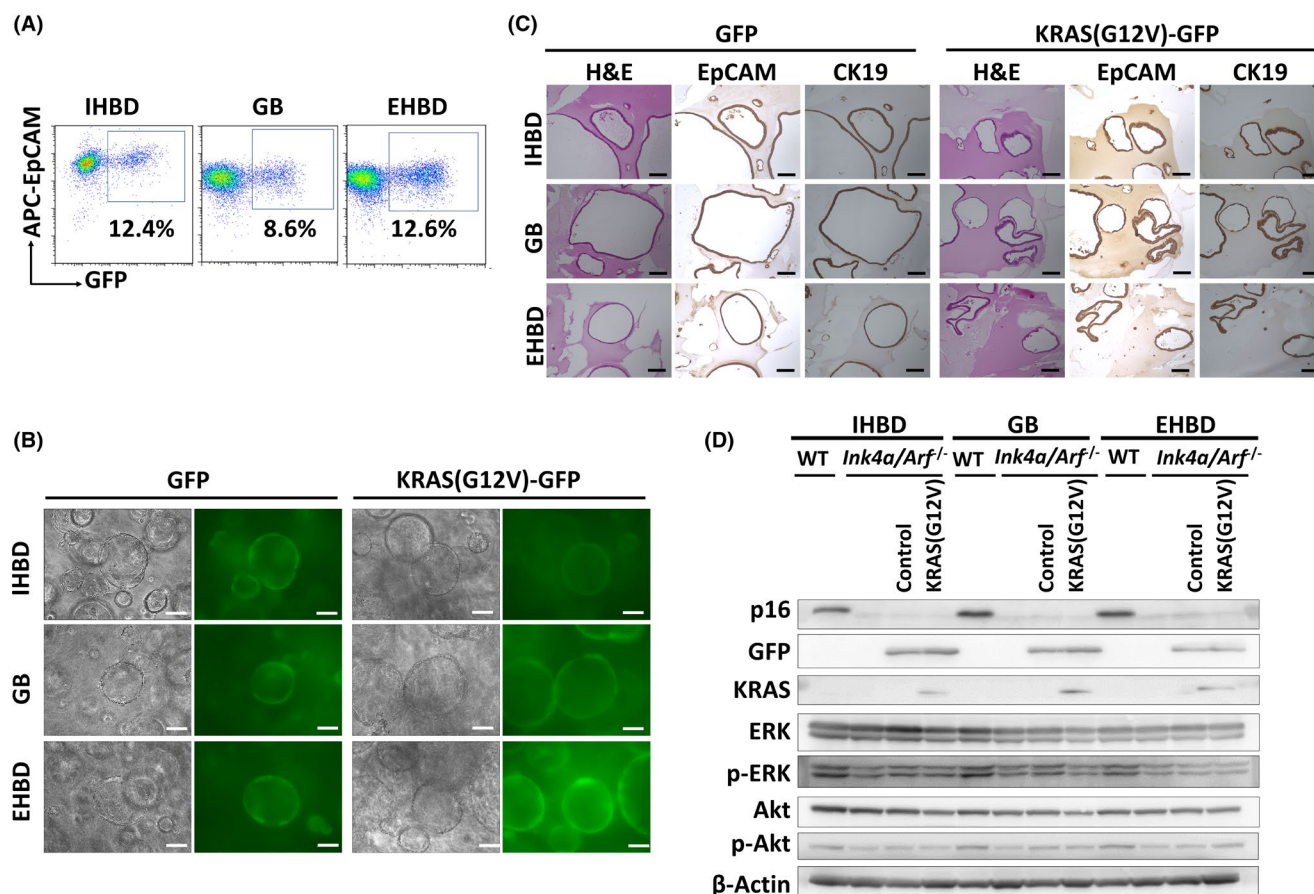 (A)
IHBD GB EHBD
APC-EpCAM
12.4% 8.6% 12.6%
GFP
(B)
GFP KRAS(G12V)-GFP
IHBD
GB
EHBD
(C)
GFP KRAS(G12V)-GFP
H&E EpCAM CK19 H&E EpCAM CK19
IHBD
GB
EHBD
(D)
IHBD GB EHBD
WT Ink4a/Arf-/- WT Ink4a/Arf-/- WT Ink4a/Arf-/-
Control KRAS(G12V) Control KRAS(G12V) Control KRAS(G12V)
p16
GFP
KRAS
ERK
p-ERK
Akt
p-Akt
β-Actin